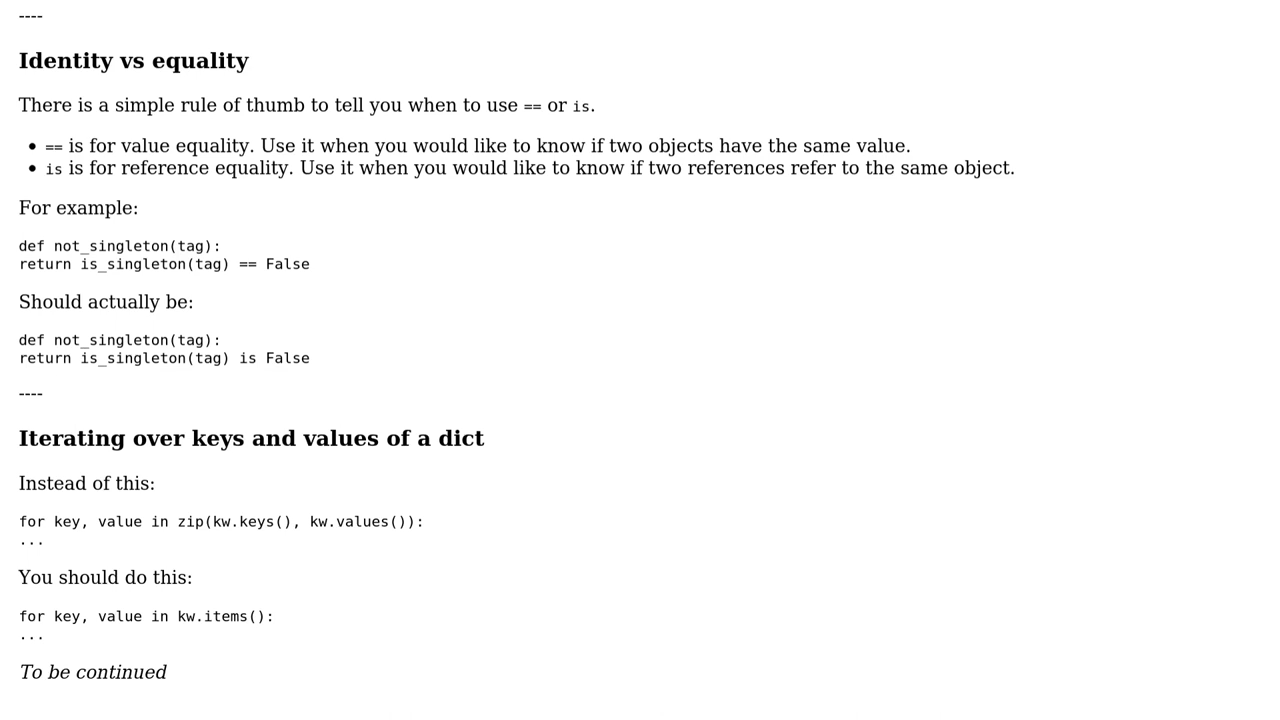 ----
Identity vs equality
There is a simple rule of thumb to tell you when to use == or is.
• == is for value equality. Use it when you would like to know if two objects have the same value.
• is is for reference equality. Use it when you would like to know if two references refer to the same object.
For example:
def not_singleton(tag):
return is_singleton(tag) == False
Should actually be:
def not_singleton(tag):
return is_singleton(tag) is False
----
Iterating over keys and values of a dict
Instead of this:
for key, value in zip(kw.keys(), kw.values()):
...
You should do this:
for key, value in kw.items():
...
To be continued